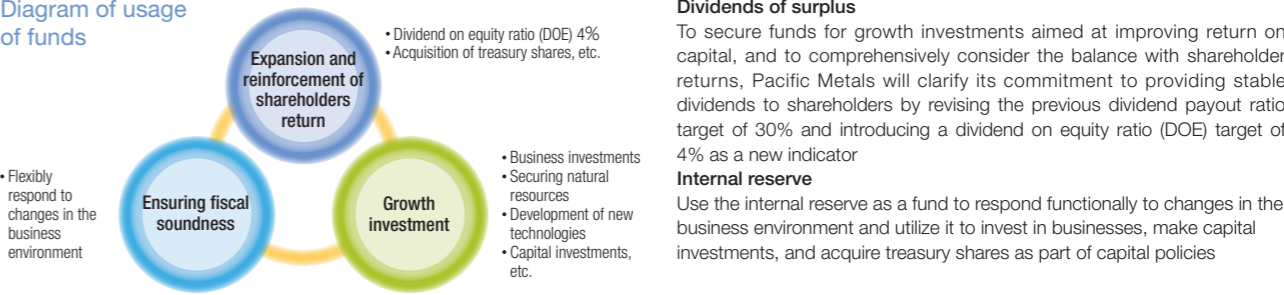 Diagram of usage
of funds
Expansion and
reinforcement of
shareholders
return
• Dividend on equity ratio (DOE) 4%
• Acquisition of treasury shares, etc.
• Flexibly
respond to
changes in the
business
environment
Ensuring fiscal
soundness
Growth
investment
• Business investments
• Securing natural
resources
• Development of new
technologies
• Capital investments,
etc.
Dividends of surplus
To secure funds for growth investments aimed at improving return on
capital, and to comprehensively consider the balance with shareholder
returns, Pacific Metals will clarify its commitment to providing stable
dividends to shareholders by revising the previous dividend payout ratio
target of 30% and introducing a dividend on equity ratio (DOE) target of
4% as a new indicator
Internal reserve
Use the internal reserve as a fund to respond functionally to changes in the
business environment and utilize it to invest in businesses, make capital
investments, and acquire treasury shares as part of capital policies